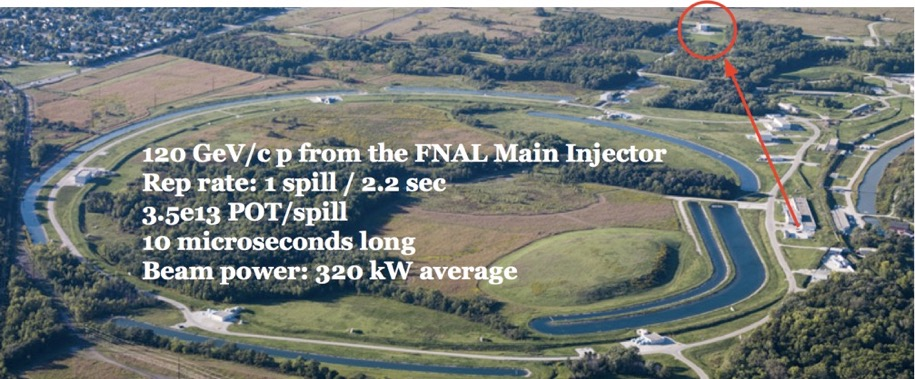 120 GeV/c p from the FNAL Main Injector
Rep rate: 1 spill / 2.2 sec
3.5e13 POT/spill
10 microseconds long
Beam power: 320 kW average